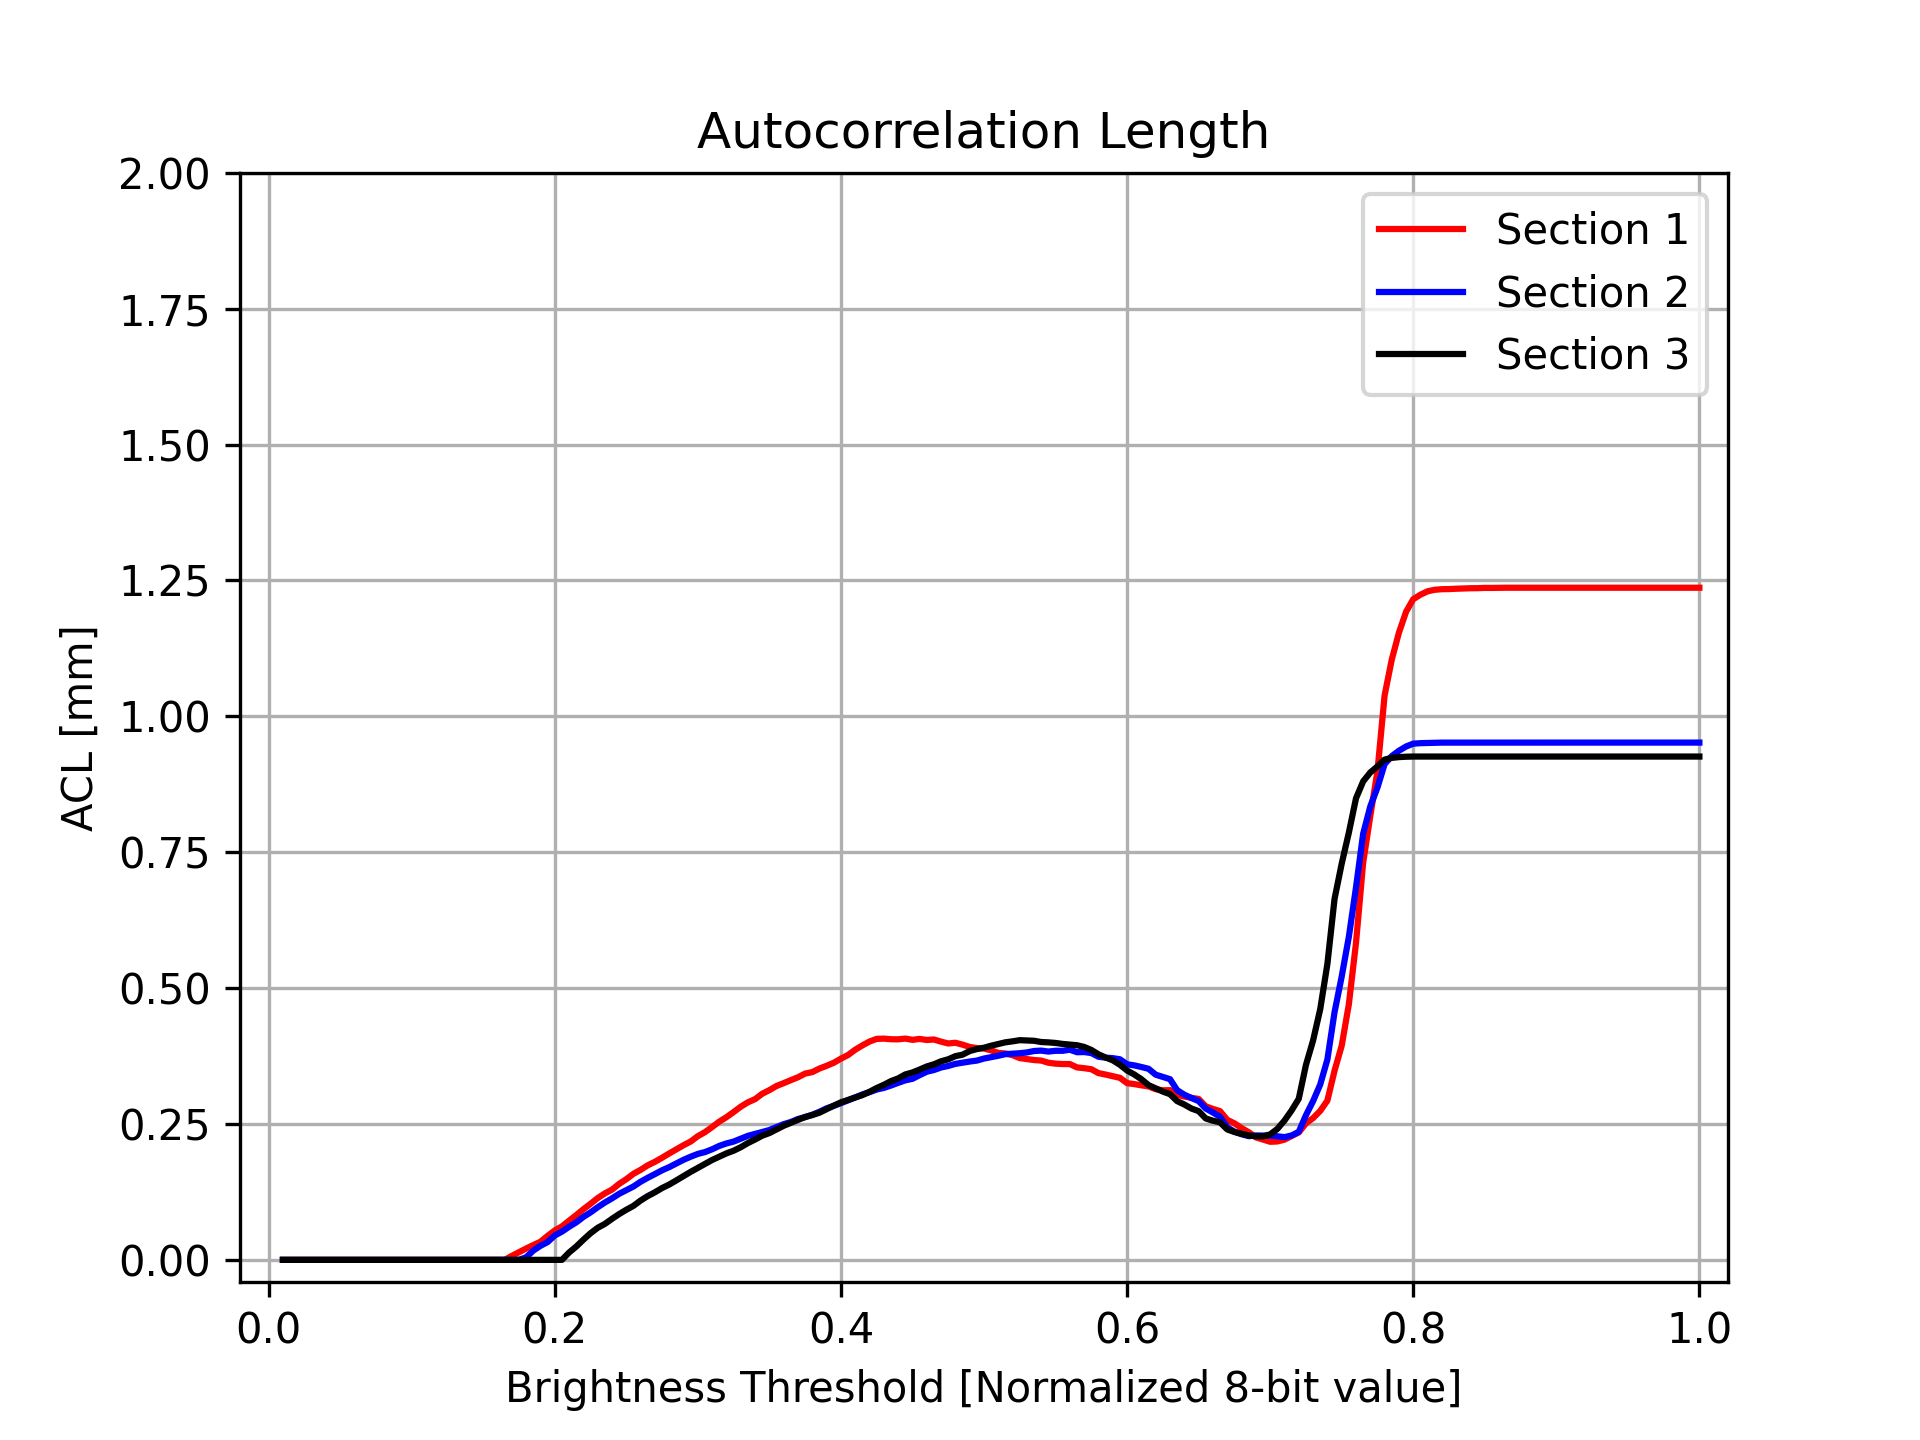 Autocorrelation Length
2.00
1.75
1.50
1.25
1.00
0.75
0.50
0.25
0.00
ACL [mm]
Section 1
Section 2
Section 3
0.0 0.2 0.4 0.6 0.8 1.0
Brightness Threshold [Normalized 8-bit value]